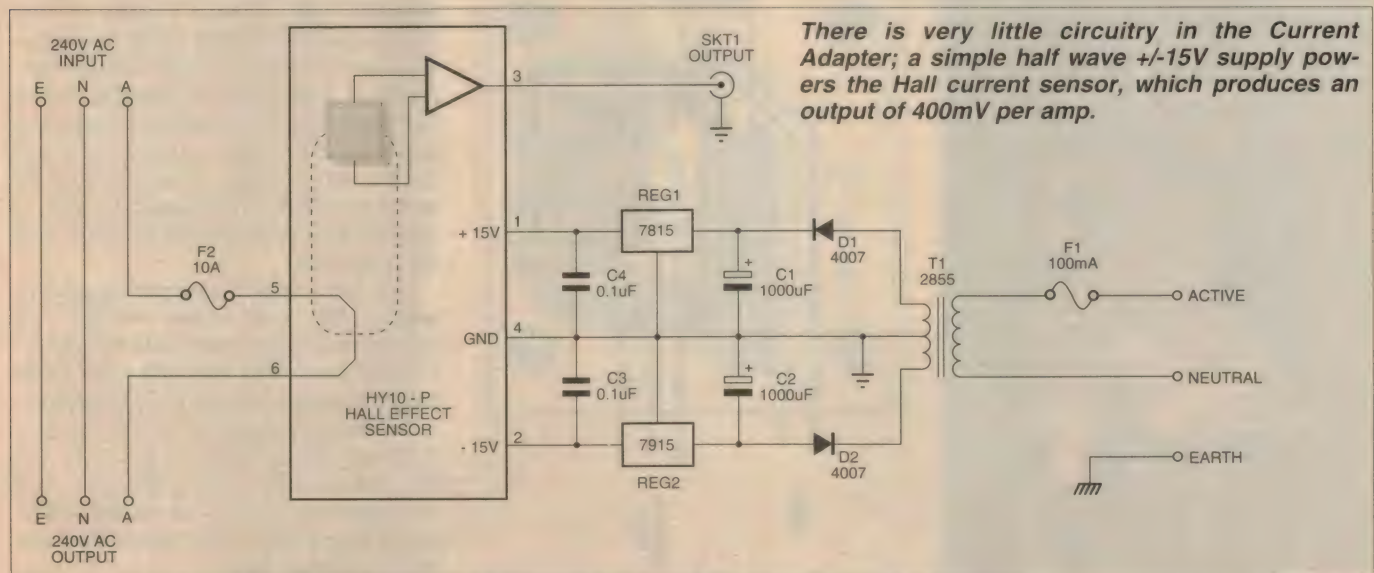 There is very little circuitry in the Current
Adapter; a simple half wave +/-15V supply pow-
ers the Hall current sensor, which produces an
output of 400mV per amp.
240V AC
INPUT
E N A
SKT1
OUTPUT
3
REG1
+ 15V
1
7815
D1
4007
F2
10A
C4
0.1uF
+
C1
1000uF
T1
2855
F1
100mA
5
ACTIVE
GND
4
6
C3
0.1uF
+
C2
1000uF
NEUTRAL
HY10 - P
HALL EFFECT
SENSOR
- 15V
2
7915
D2
4007
EARTH
REG2
E N A
240V AC
OUTPUT